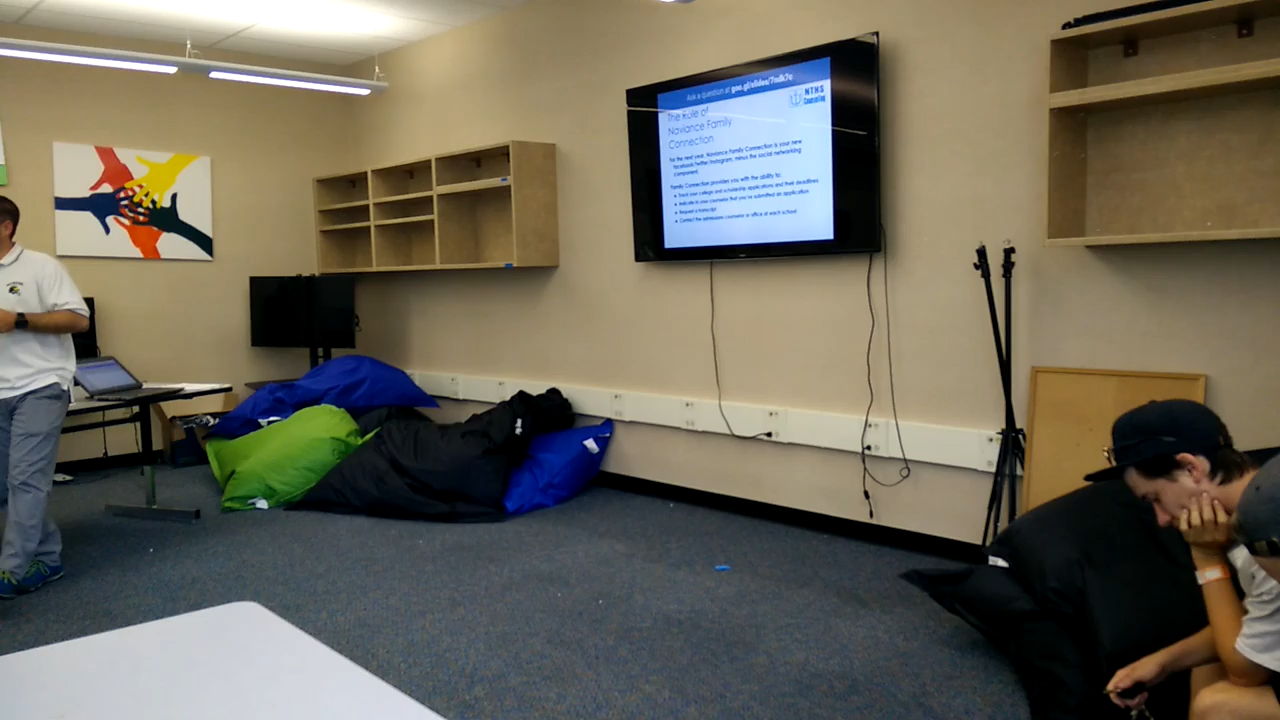 Ask a question at goo.gl/slides/7ndk7c
NTHS
Counseling
The Role of
Naviance Family
Connection
For the next year, Naviance Family Connection is your new
facebook/twitter/instagram, minus the social networking
component.
Family Connection provides you with the ability to:
Track your college and scholarship applications and their deadlines
Indicate to your counselor that you've submitted an application
Request a transcript
Contact the admissions counselor or office at each school